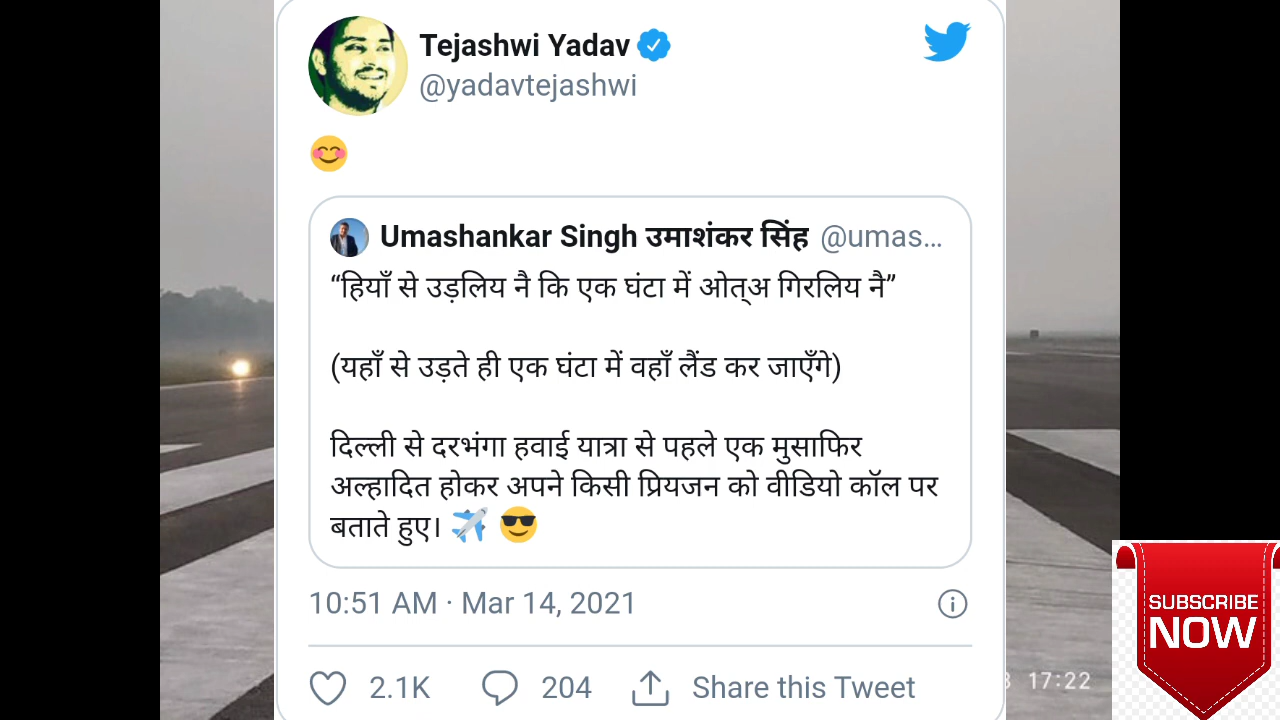 Tejashwi Yadav
@yadavtejashwi
Umashankar Singh उमाशंकर सिंह @umas...
“हियाँ से उड़लिय नै कि एक घंटा में ओत्अ गिरलिय नै”
(यहाँ से उड़ते ही एक घंटा में वहाँ लैंड कर जाएँगे)
दिल्ली से दरभंगा हवाई यात्रा से पहले एक मुसाफिर
अल्हादित होकर अपने किसी प्रियजन को वीडियो कॉल पर
बताते हुए।
10:51 AM · Mar 14, 2021
2.1K 204 Share this Tweet
17:22
SUBSCRIBE
NOW